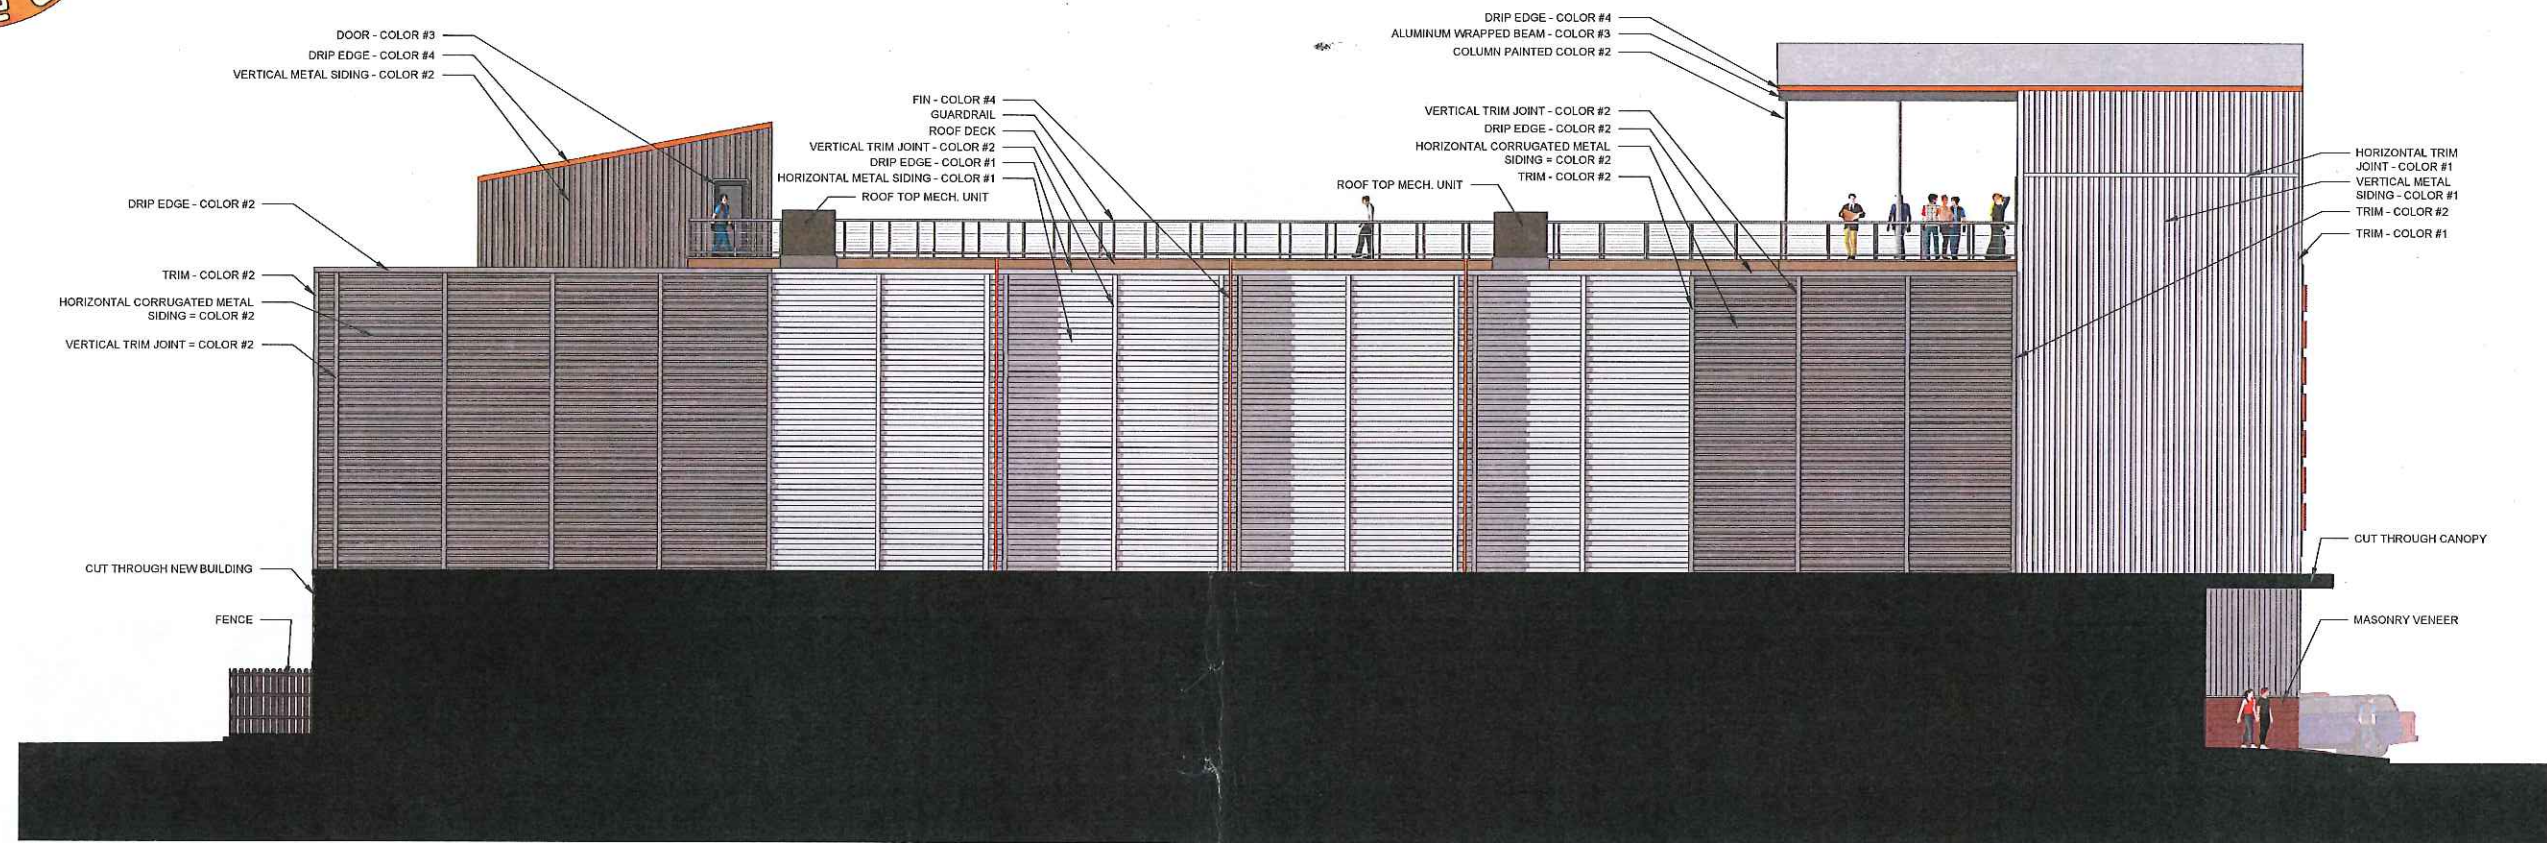 DOOR - COLOR #3
DRIP EDGE - COLOR #4
VERTICAL METAL SIDING - COLOR #2
DRIP EDGE - COLOR #2
TRIM - COLOR #2
HORIZONTAL CORRUGATED METAL
SIDING = COLOR #2
VERTICAL TRIM JOINT = COLOR #2
CUT THROUGH NEW BUILDING
FENCE
FIN - COLOR #4
GUARDRAIL
ROOF DECK
VERTICAL TRIM JOINT - COLOR #2
DRIP EDGE - COLOR #1
HORIZONTAL METAL SIDING - COLOR #1
ROOF TOP MECH. UNIT
DRIP EDGE - COLOR #4
ALUMINUM WRAPPED BEAM - COLOR #3
COLUMN PAINTED COLOR #2
VERTICAL TRIM JOINT - COLOR #2
DRIP EDGE - COLOR #2
HORIZONTAL CORRUGATED METAL
SIDING = COLOR #2
TRIM - COLOR #2
ROOF TOP MECH. UNIT
HORIZONTAL TRIM
JOINT - COLOR #1
VERTICAL METAL
SIDING - COLOR #1
TRIM - COLOR #2
TRIM - COLOR #1
CUT THROUGH CANOPY
MASONRY VENEER